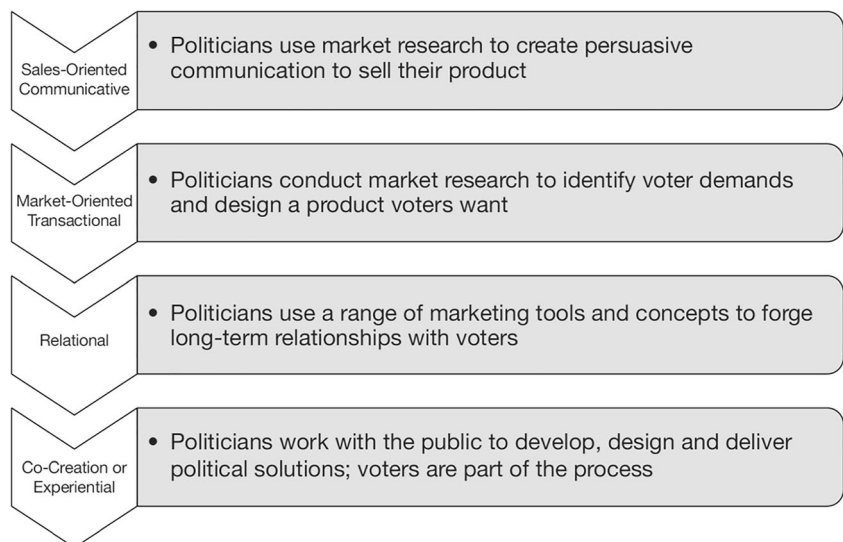 Sales-Oriented
Communicative
• Politicians use market research to create persuasive
communication to sell their product
Market-Oriented
Transactional
• Politicians conduct market research to identify voter demands
and design a product voters want
Relational
• Politicians use a range of marketing tools and concepts to forge
long-term relationships with voters
Co-Creation or
Experiential
• Politicians work with the public to develop, design and deliver
political solutions; voters are part of the process